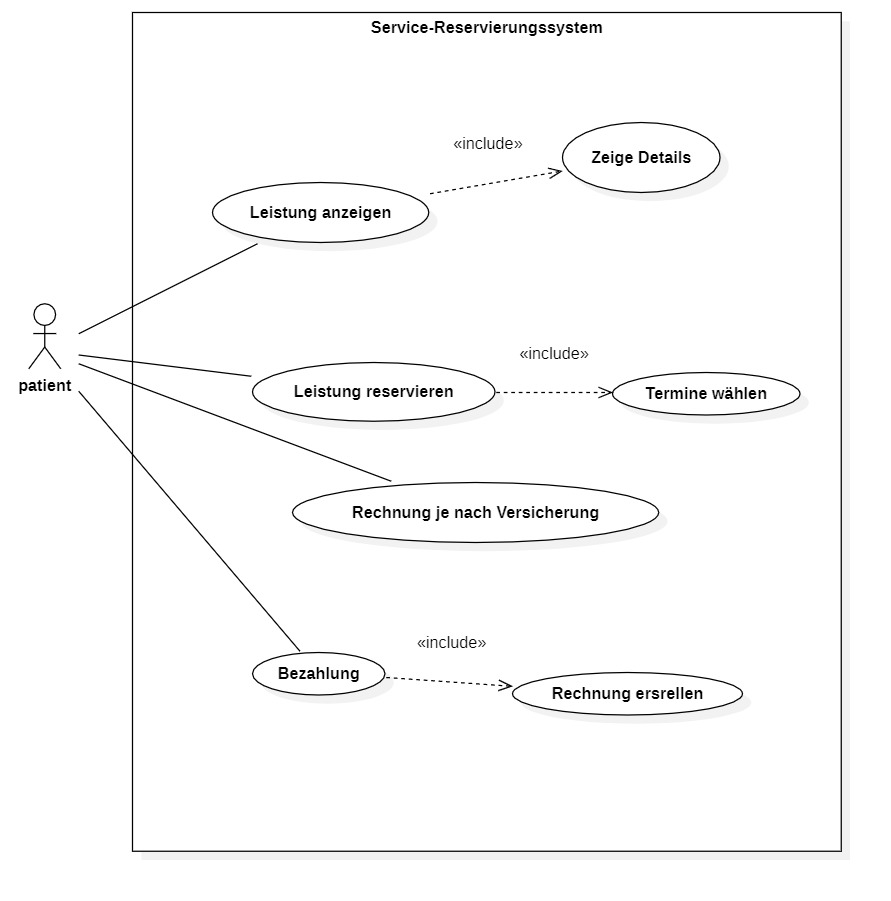 Service-Reservierungssystem
«include»
Zeige Details
Leistung anzeigen
patient
«include»
Leistung reservieren
Termine wählen
Rechnung je nach Versicherung
«include»
Bezahlung
Rechnung ersrellen